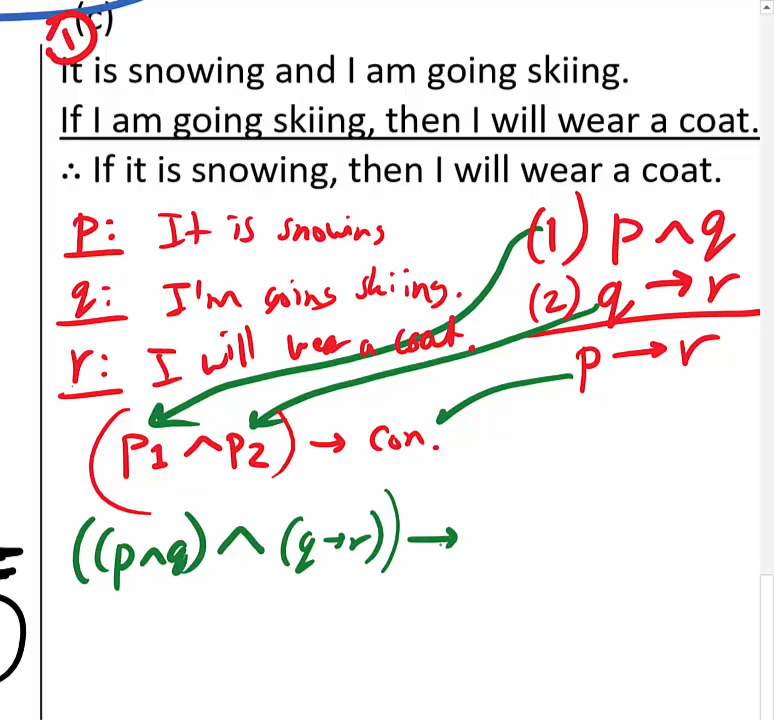 (c)
1
It is snowing and I am going skiing.
If I am going skiing, then I will wear a coat.
∴ If it is snowing, then I will wear a coat.
p: It is snowing
q: I'm going skiing.
r: I will wear a coat.
(1) p ∧ q
(2) q → r
p → r
(p1 ∧ p2) → con.
((p∧q) ∧ (q→r)) →